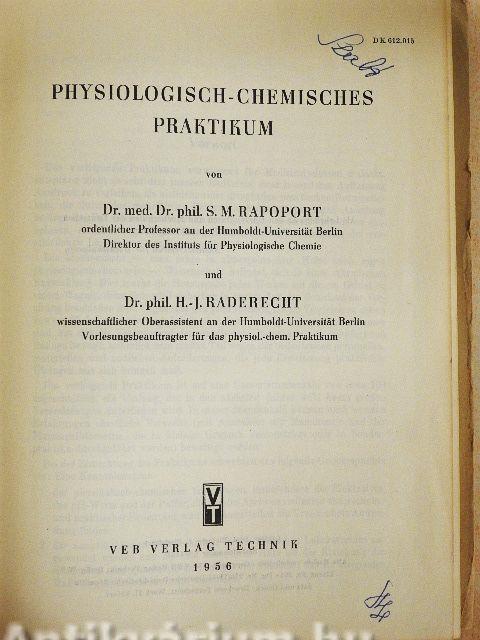 DK 612.015
PHYSIOLOGISCH-CHEMISCHES
PRAKTIKUM
von
Dr. med. Dr. phil. S. M. RAPOPORT
ordentlicher Professor an der Humboldt-Universität Berlin
Direktor des Instituts für Physiologische Chemie
und
Dr. phil. H.-J. RADERECHT
wissenschaftlicher Oberassistent an der Humboldt-Universität Berlin
Vorlesungsbeauftragter für das physiol.-chem. Praktikum
VT
VEB VERLAG TECHNIK
1956
Antikvárium.hu